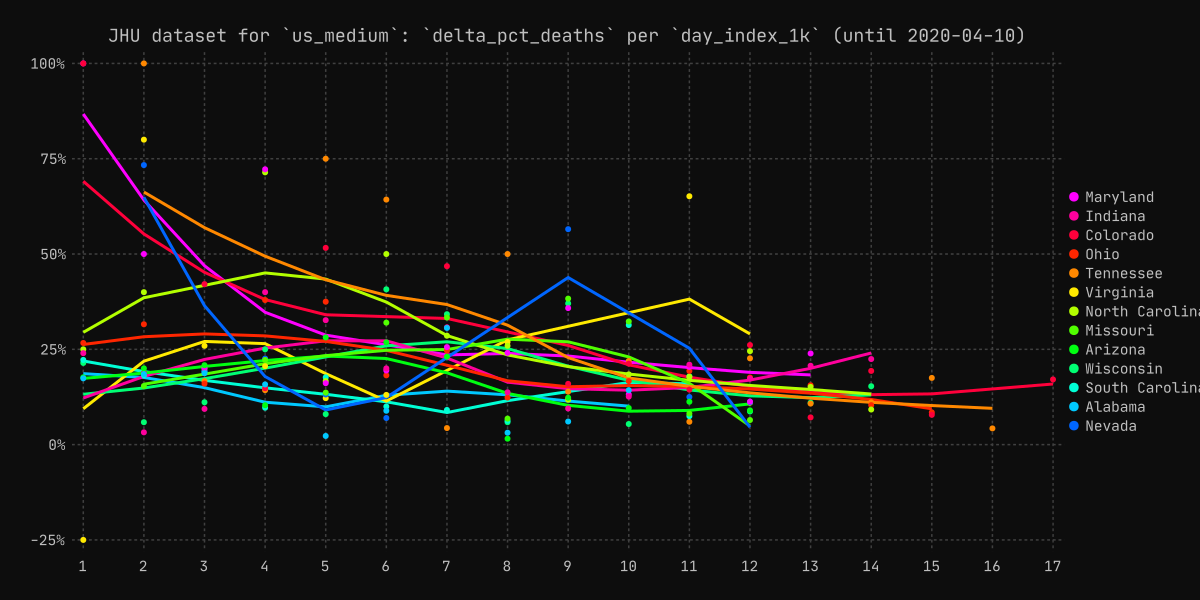 JHU dataset for `us_medium`: `delta_pct_deaths` per `day_index_1k` (until 2020-04-10)
100%
75%
50%
25%
0%
-25%
1 2 3 4 5 6 7 8 9 10 11 12 13 14 15 16 17
Maryland
Indiana
Colorado
Ohio
Tennessee
Virginia
North Carolina
Missouri
Arizona
Wisconsin
South Carolina
Alabama
Nevada